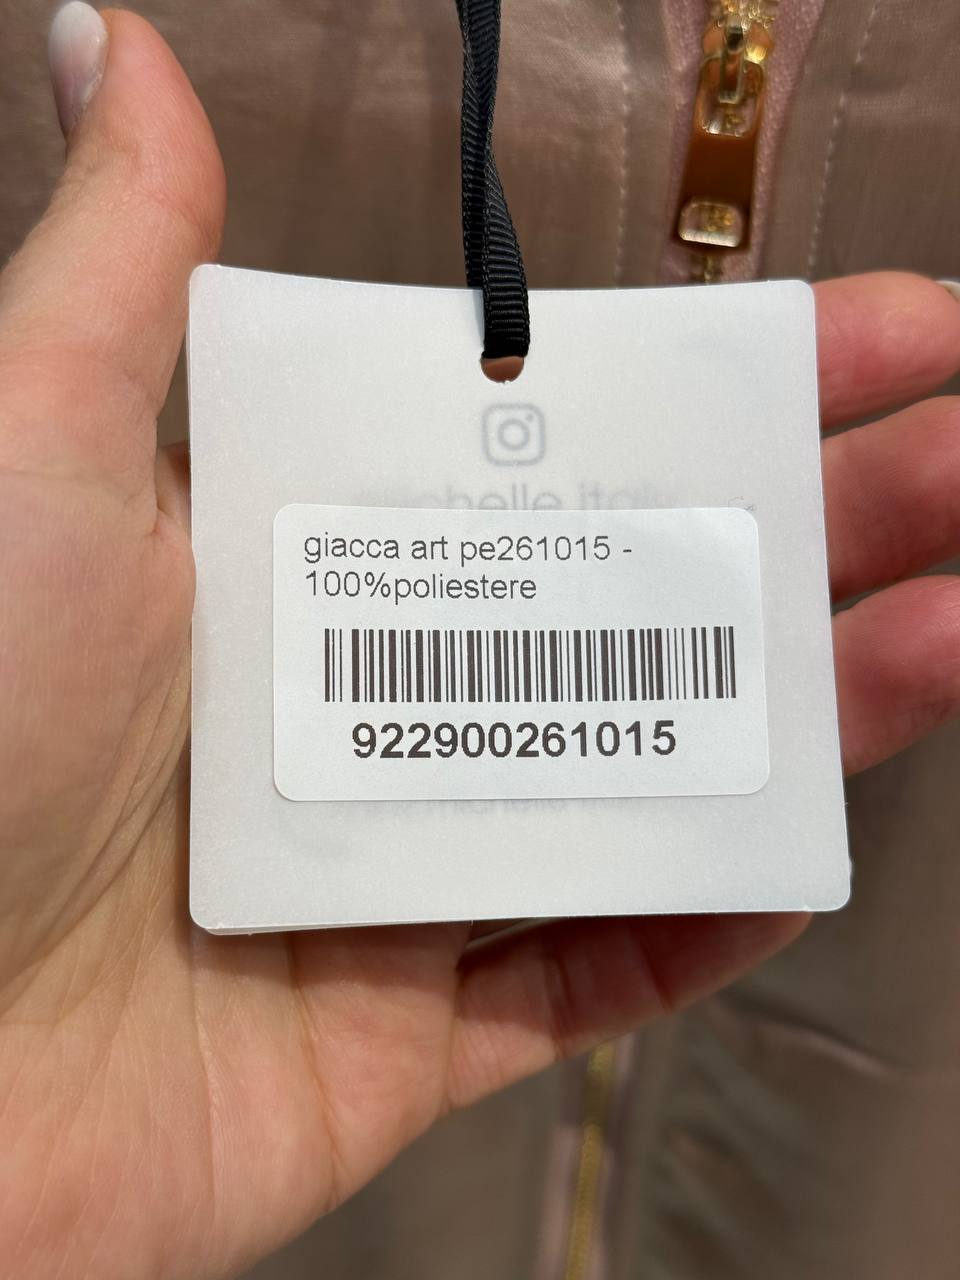 giacca art pe261015 -
100%poliestere
922900261015